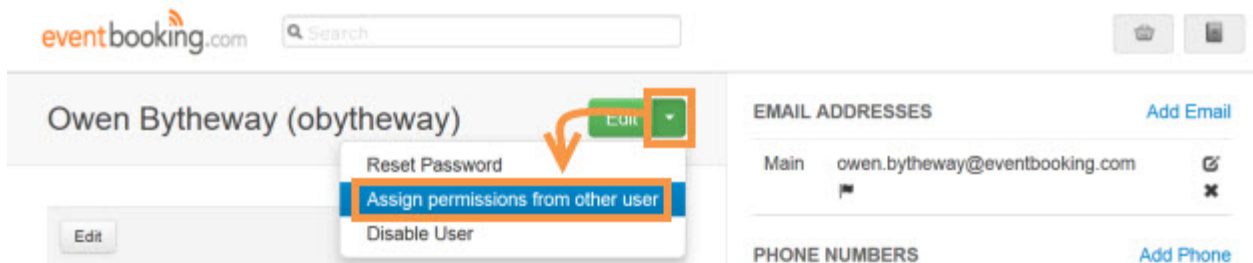 eventbooking.com
Search
Owen Bytheway (obytheway)
Edit
Reset Password
Assign permissions from other user
Disable User
Edit
EMAIL ADDRESSES Add Email
Main owen.bytheway@eventbooking.com
PHONE NUMBERS Add Phone